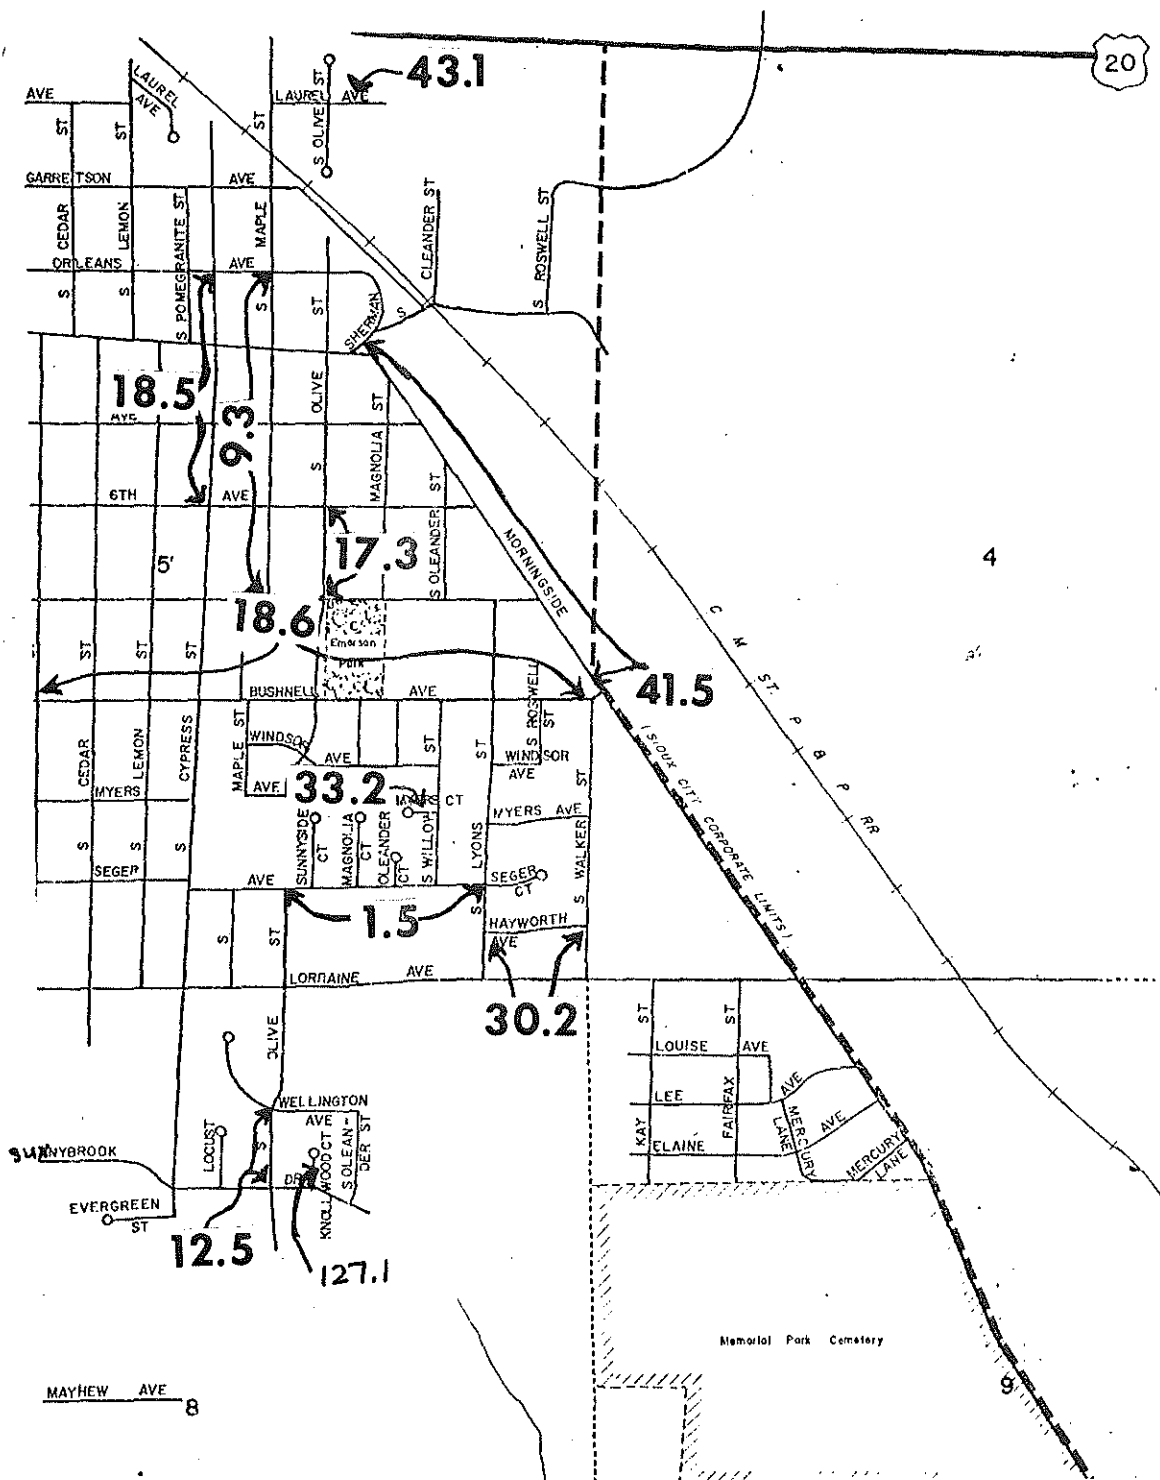 20
43.1
LAUREL AVE
AVE
LAUREL AVE
S OLIVE ST
ST
ST
ST
GARRETSON AVE
S CEDAR
S LEMON
S POMEGRANITE ST
S MAPLE
CLEANDER ST
S ROSWELL ST
ORLEANS AVE
SHERMAN
S
ST
18.5
9.3
S OLIVE
MAGNOLIA ST
6TH AVE
S OLEANDER ST
MORNINGSIDE
17.3
5'
4
18.6
Emerson
Park
C M ST P & P RR
41.5
(SIOUX CITY CORPORATE LIMITS)
BUSHNELL AVE
S ROSWELL ST
S CEDAR ST
S LEMON ST
S CYPRESS ST
MAPLE ST
WINDSOR AVE
WINDSOR
AVE
AVE
33.2
MYERS CT
MYERS
MYERS AVE
SUNNYSIDE CT
MAGNOLIA CT
OLEANDER CT
S WILLOW ST
S LYONS ST
S WALKER ST
SEGER
AVE
SEGER
CT
1.5
HAYWORTH
AVE
S
ST
LORRAINE AVE
30.2
OLIVE
S
KAY ST
FAIRFAX ST
LOUISE AVE
LEE AVE
ELAINE AVE
MERCURY LANE
MERCURY LANE
WELLINGTON
AVE
SUNNYBROOK
DR
LOCUST
KNOLLWOOD CT
S OLEAN-
DER ST
EVERGREEN
ST
12.5
127.1
Memorial Park Cemetery
MAYHEW AVE
8
9